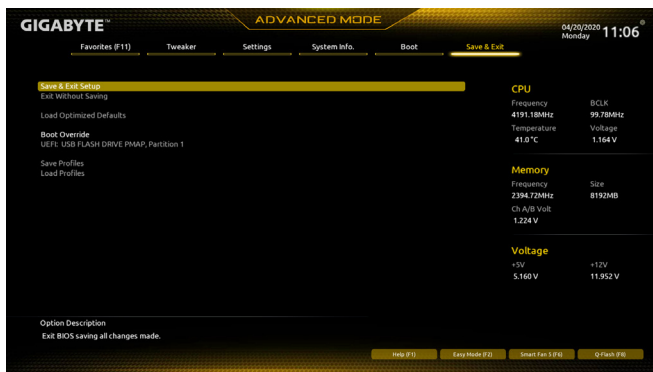 GIGABYTE™
ADVANCED MODE
04/20/2020
Monday
11:06
Favorites (F11)
Tweaker
Settings
System Info.
Boot
Save & Exit
Save & Exit Setup
Exit Without Saving
Load Optimized Defaults
Boot Override
UEFI: USB FLASH DRIVE PMAP, Partition 1
Save Profiles
Load Profiles
CPU
Frequency BCLK
4191.18MHz 99.78MHz
Temperature Voltage
41.0 °C 1.164 V
Memory
Frequency Size
2394.72MHz 8192MB
Ch A/B Volt
1.224 V
Voltage
+5V +12V
5.160 V 11.952 V
Option Description
Exit BIOS saving all changes made.
Help (F1)
Easy Mode (F2)
Smart Fan 5 (F6)
Q-Flash (F8)